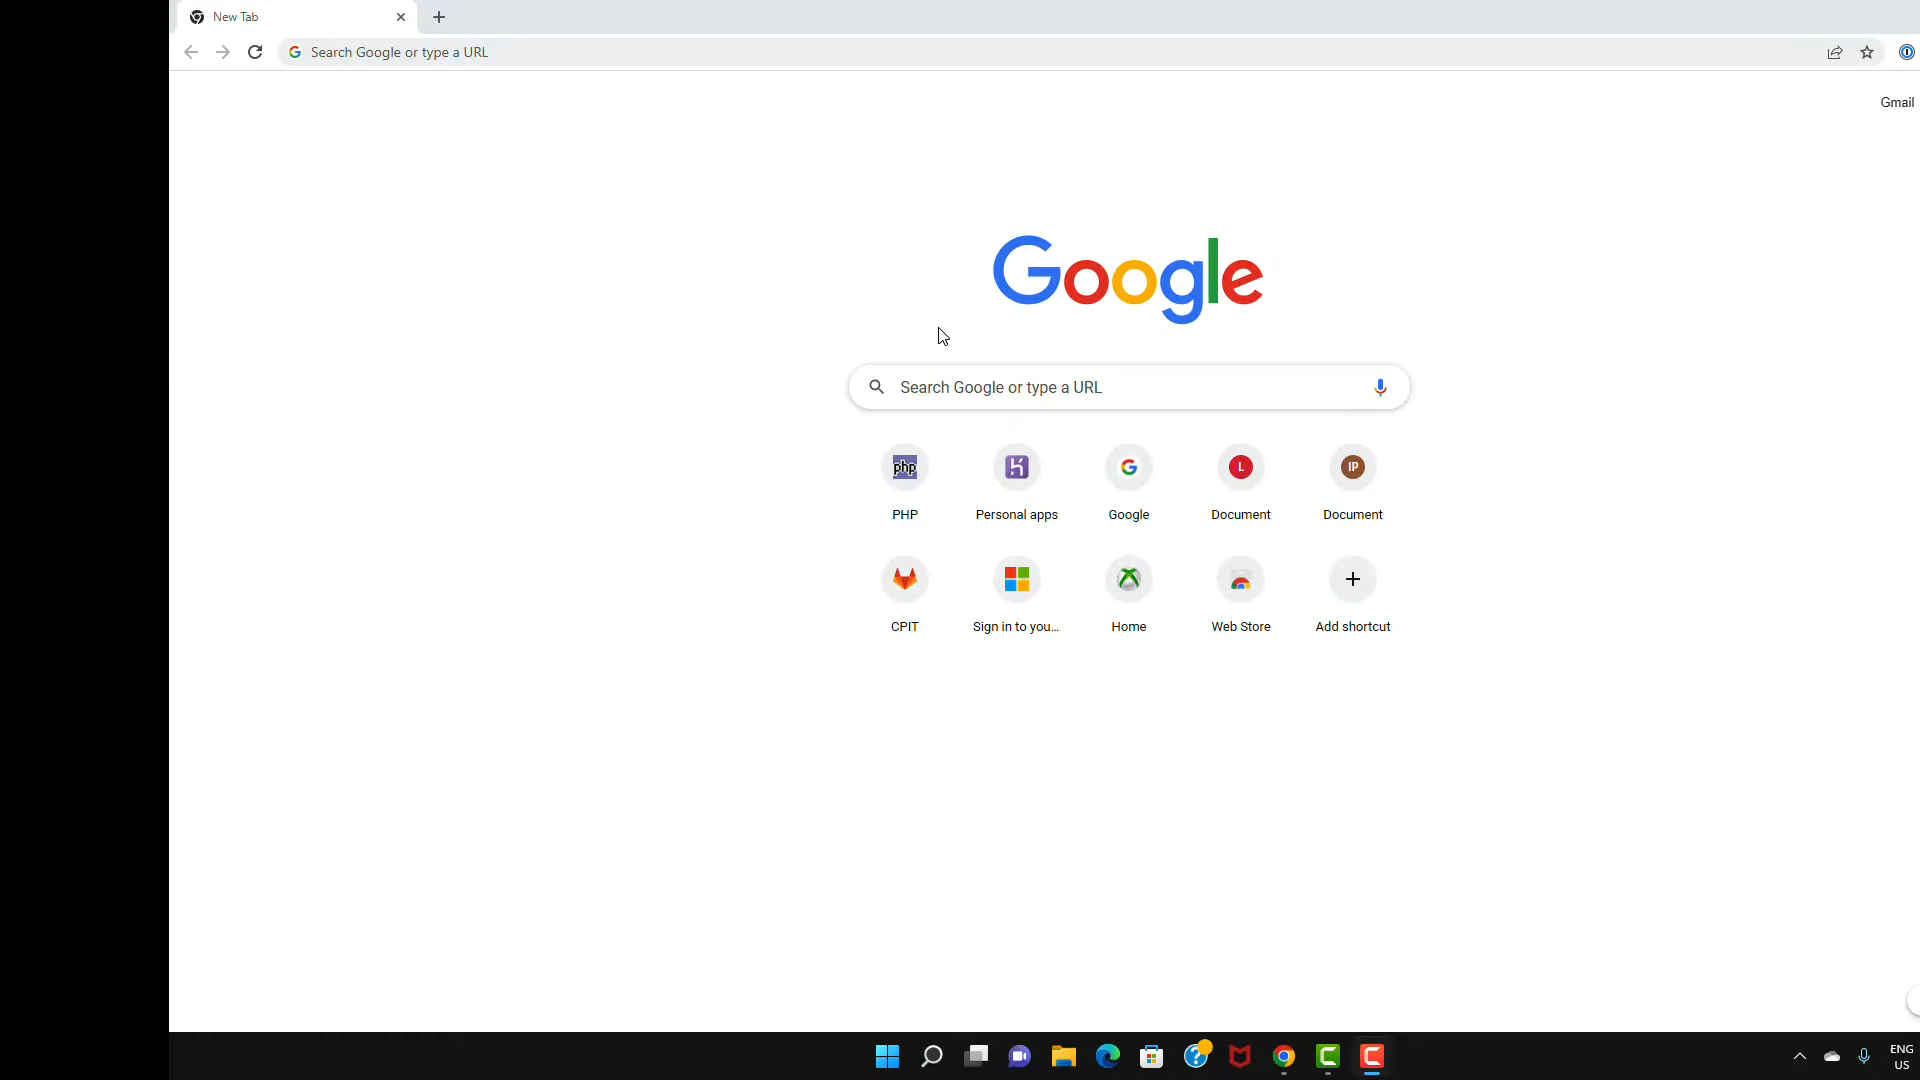 New Tab
Search Google or type a URL
Gmail
Google
Search Google or type a URL
php
L
IP
PHP
Personal apps
Google
Document
Document
CPIT
Sign in to you...
Home
Web Store
Add shortcut
ENG
US